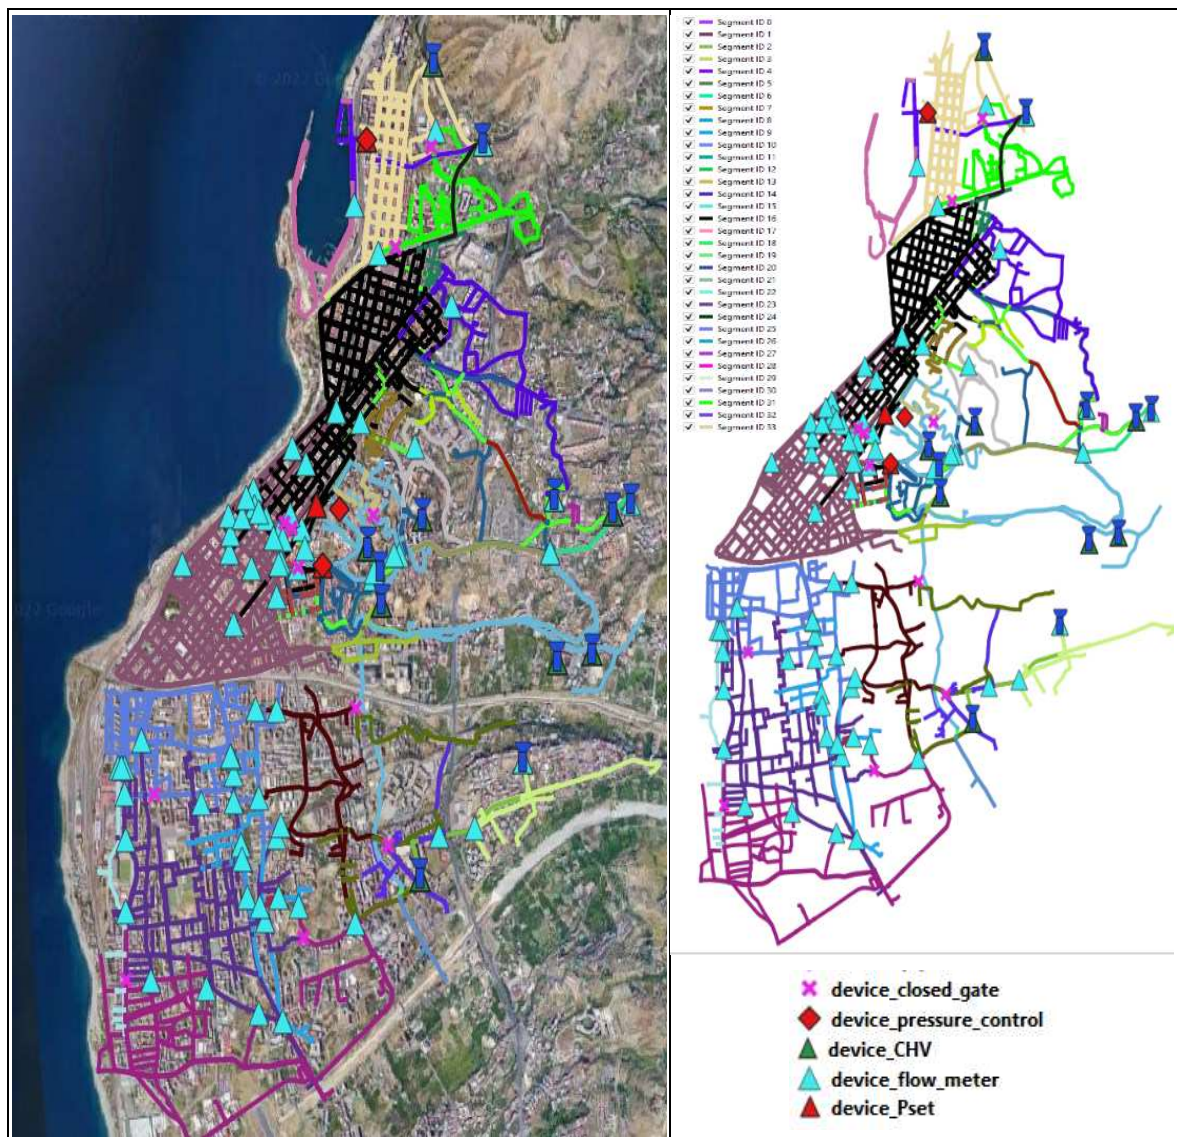 Segment ID 0
Segment ID 1
Segment ID 2
Segment ID 3
Segment ID 4
Segment ID 5
Segment ID 6
Segment ID 7
Segment ID 8
Segment ID 9
Segment ID 10
Segment ID 11
Segment ID 12
Segment ID 13
Segment ID 14
Segment ID 15
Segment ID 16
Segment ID 17
Segment ID 18
Segment ID 19
Segment ID 20
Segment ID 21
Segment ID 22
Segment ID 23
Segment ID 24
Segment ID 25
Segment ID 26
Segment ID 27
Segment ID 28
Segment ID 29
Segment ID 30
Segment ID 31
Segment ID 32
Segment ID 33
device_closed_gate
device_pressure_control
device_CHV
device_flow_meter
device_Pset